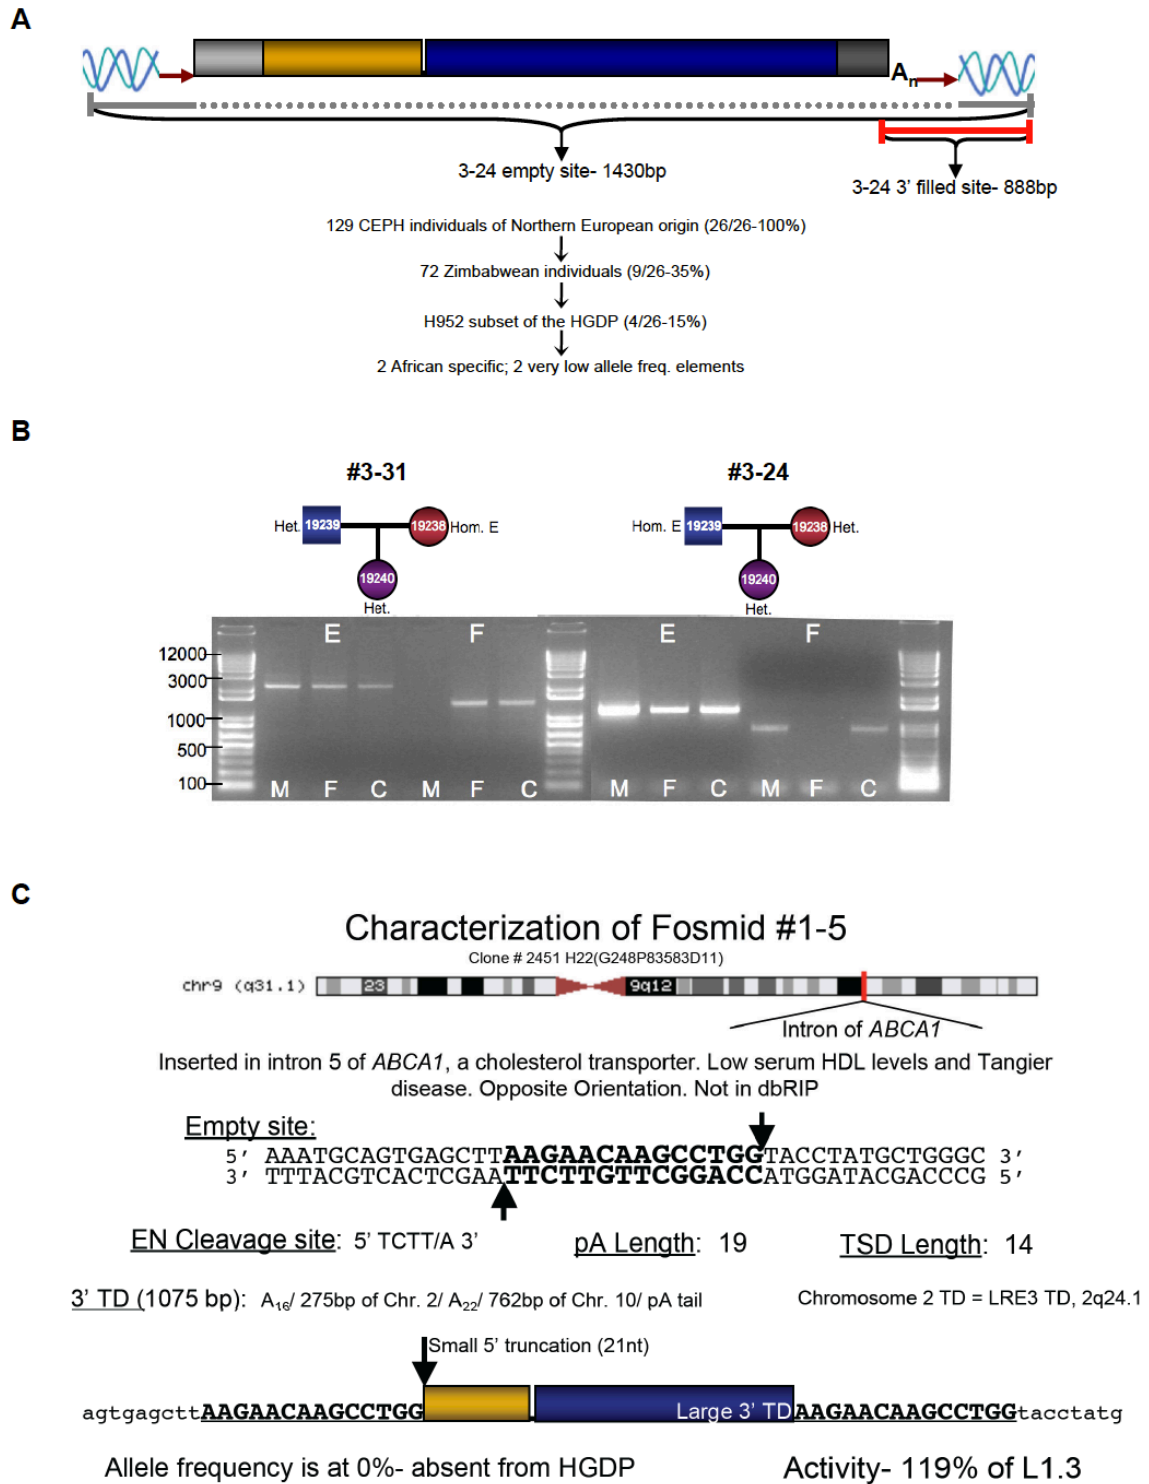 A
An
3-24 empty site- 1430bp
3-24 3’ filled site- 888bp
129 CEPH individuals of Northern European origin (26/26-100%)
72 Zimbabwean individuals (9/26-35%)
H952 subset of the HGDP (4/26-15%)
2 African specific; 2 very low allele freq. elements
B
#3-31 #3-24
Het. 19239 19238 Hom. E Hom. E 19239 19238 Het.
19240 19240
Het. Het.
E F E F
12000
3000
1000
500
100
M F C M F C M F C M F C
C
Characterization of Fosmid #1-5
Clone # 2451 H22(G248P83583D11)
chr9 (q31.1) 23 9q12
Intron of ABCA1
Inserted in intron 5 of ABCA1, a cholesterol transporter. Low serum HDL levels and Tangier
disease. Opposite Orientation. Not in dbRIP
Empty site:
5’ AAATGCAGTGAGCTTAAGAACAAGCCTGGTACCTATGCTGGGC 3’
3’ TTTACGTCACTCGAATTCTTGTTCGGACCATGGATACGACCCG 5’
EN Cleavage site: 5’ TCTT/A 3’ pA Length: 19 TSD Length: 14
3’ TD (1075 bp): A16/ 275bp of Chr. 2/ A22/ 762bp of Chr. 10/ pA tail Chromosome 2 TD = LRE3 TD, 2q24.1
Small 5’ truncation (21nt)
agtgagcttAAGAACAAGCCTGG Large 3’ TD AAGAACAAGCCTGGtacctatg
Allele frequency is at 0%- absent from HGDP Activity- 119% of L1.3